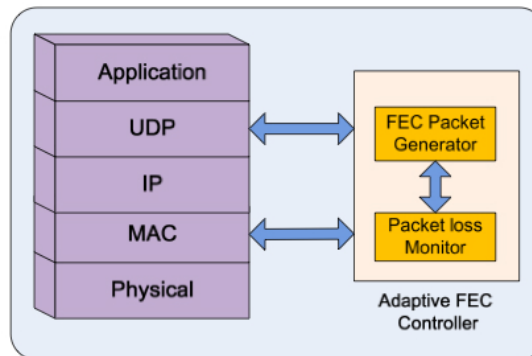 Application
UDP
IP
MAC
Physical
FEC Packet
Generator
Packet loss
Monitor
Adaptive FEC
Controller